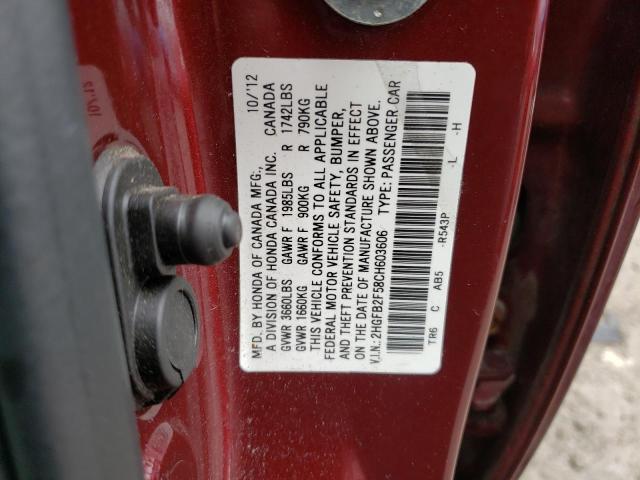 MFD. BY HONDA OF CANADA MFG., 10/'12
A DIVISION OF HONDA CANADA INC. CANADA
GVWR 3660LBS GAWR F 1985LBS R 1742LBS
GVWR 1660KG GAWR F 900KG R 790KG
THIS VEHICLE CONFORMS TO ALL APPLICABLE
FEDERAL MOTOR VEHICLE SAFETY, BUMPER,
AND THEFT PREVENTION STANDARDS IN EFFECT
ON THE DATE OF MANUFACTURE SHOWN ABOVE.
V.I.N.: 2HGFB2F58CH603606 TYPE: PASSENGER CAR
TR6 C AB5 -R543P -L -H